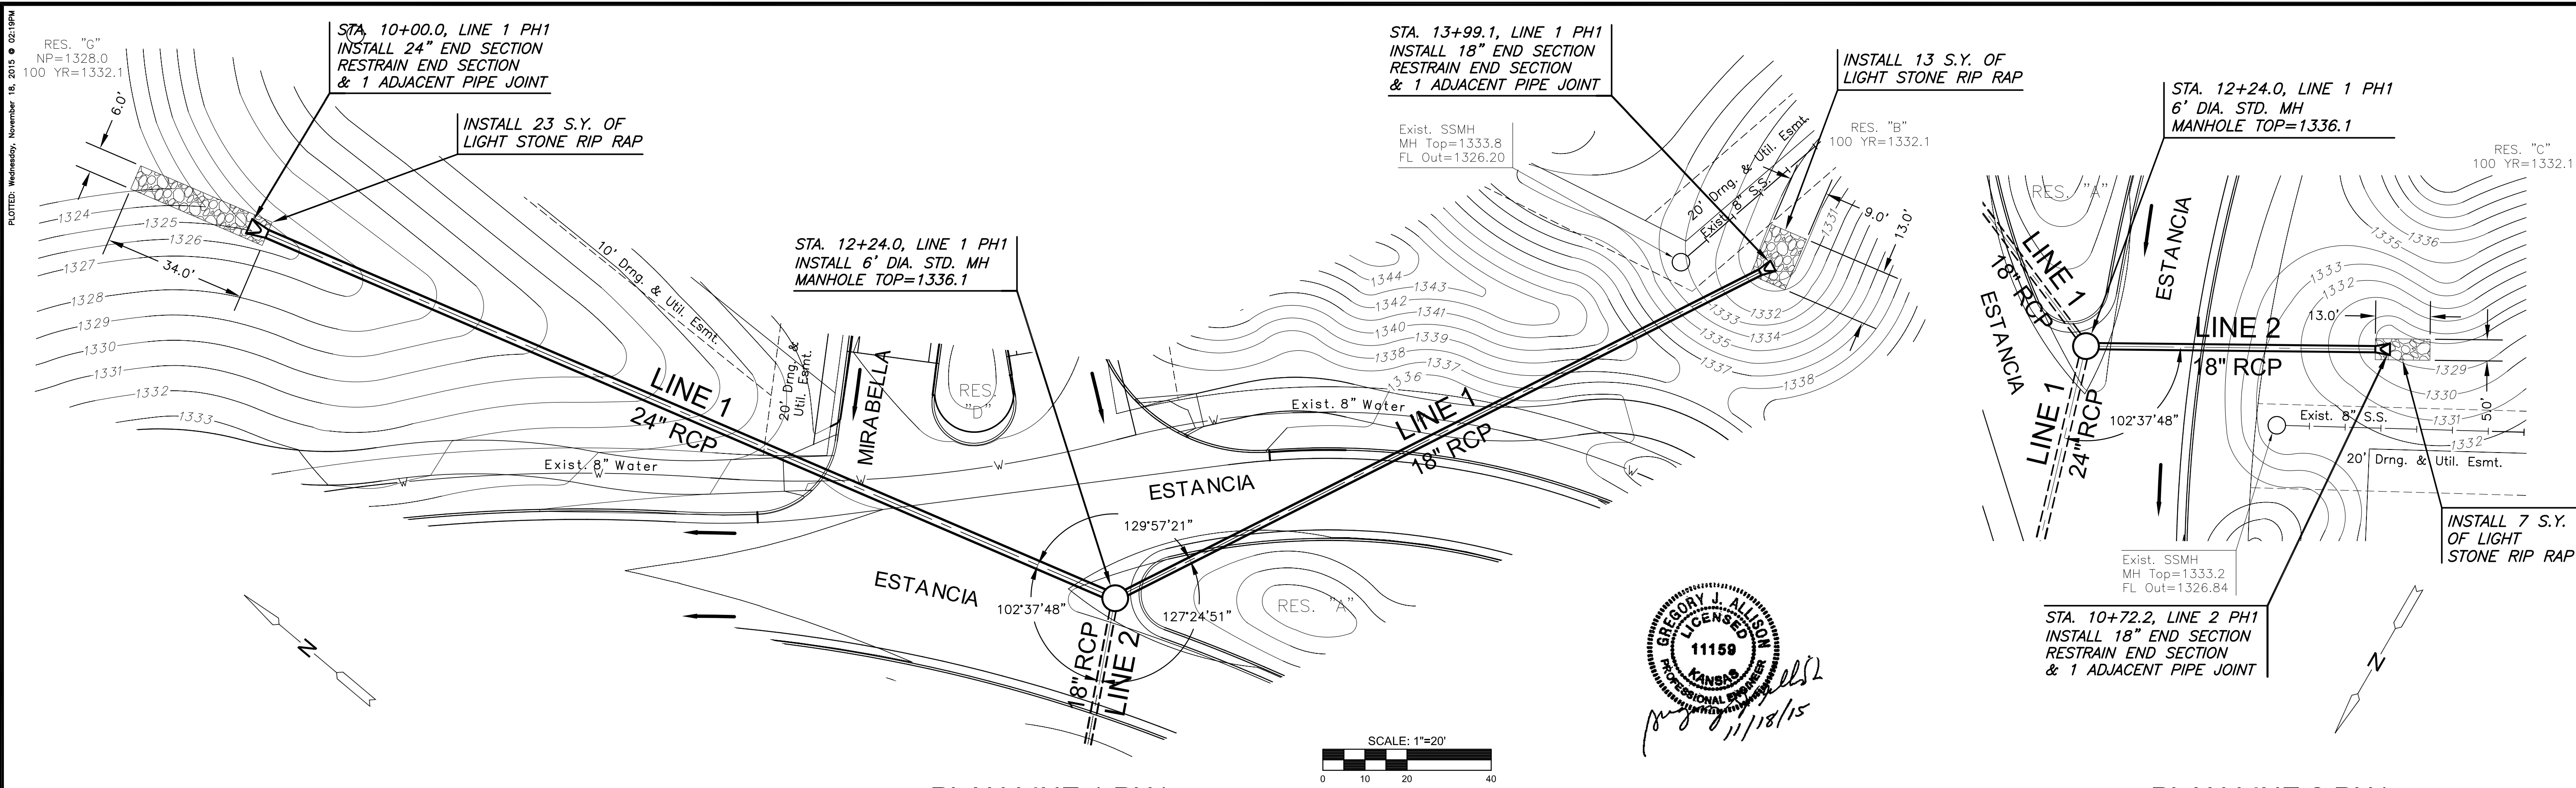 PLOTTED: Wednesday, November 18, 2015 @ 02:19PM
RES. "G"
NP=1328.0
100 YR=1332.1
STA. 10+00.0, LINE 1 PH1
INSTALL 24" END SECTION
RESTRAIN END SECTION
& 1 ADJACENT PIPE JOINT
INSTALL 23 S.Y. OF
LIGHT STONE RIP RAP
6.0'
34.0'
1324
1325
1326
1327
1328
1329
1330
1331
1332
1333
10' Drng. & Util. Esmt.
20' Drng. &
Util. Esmt.
MIRABELLA
RES.
"D"
LINE 1
24" RCP
Exist. 8" Water
W
W
W
W
STA. 12+24.0, LINE 1 PH1
INSTALL 6' DIA. STD. MH
MANHOLE TOP=1336.1
ESTANCIA
ESTANCIA
129°57'21"
102°37'48"
127°24'51"
18" RCP
LINE 2
RES. "A"
N
STA. 13+99.1, LINE 1 PH1
INSTALL 18" END SECTION
RESTRAIN END SECTION
& 1 ADJACENT PIPE JOINT
INSTALL 13 S.Y. OF
LIGHT STONE RIP RAP
Exist. SSMH
MH Top=1333.8
FL Out=1326.20
RES. "B"
100 YR=1332.1
20' Drng. & Util. Esmt.
Exist. 8" S.S.
9.0'
13.0'
1331
1332
1333
1334
1335
1337
1338
1344
1343
1342
1341
1340
1339
1338
1337
1336
Exist. 8" Water
W
W
LINE 1
18" RCP
GREGORY J. ALLISON
LICENSED
11159
KANSAS
PROFESSIONAL ENGINEER
11/18/15
SCALE: 1"=20'
0 10 20 40
STA. 12+24.0, LINE 1 PH1
6' DIA. STD. MH
MANHOLE TOP=1336.1
RES. "C"
100 YR=1332.1
RES. "A"
ESTANCIA
ESTANCIA
LINE 1
18" RCP
LINE 2
18" RCP
LINE 1
24" RCP
102°37'48"
1335
1336
1333
1332
13.0'
5.0'
1329
1330
1331
1332
Exist. 8" S.S.
20' Drng. & Util. Esmt.
INSTALL 7 S.Y.
OF LIGHT
STONE RIP RAP
Exist. SSMH
MH Top=1333.2
FL Out=1326.84
STA. 10+72.2, LINE 2 PH1
INSTALL 18" END SECTION
RESTRAIN END SECTION
& 1 ADJACENT PIPE JOINT
N